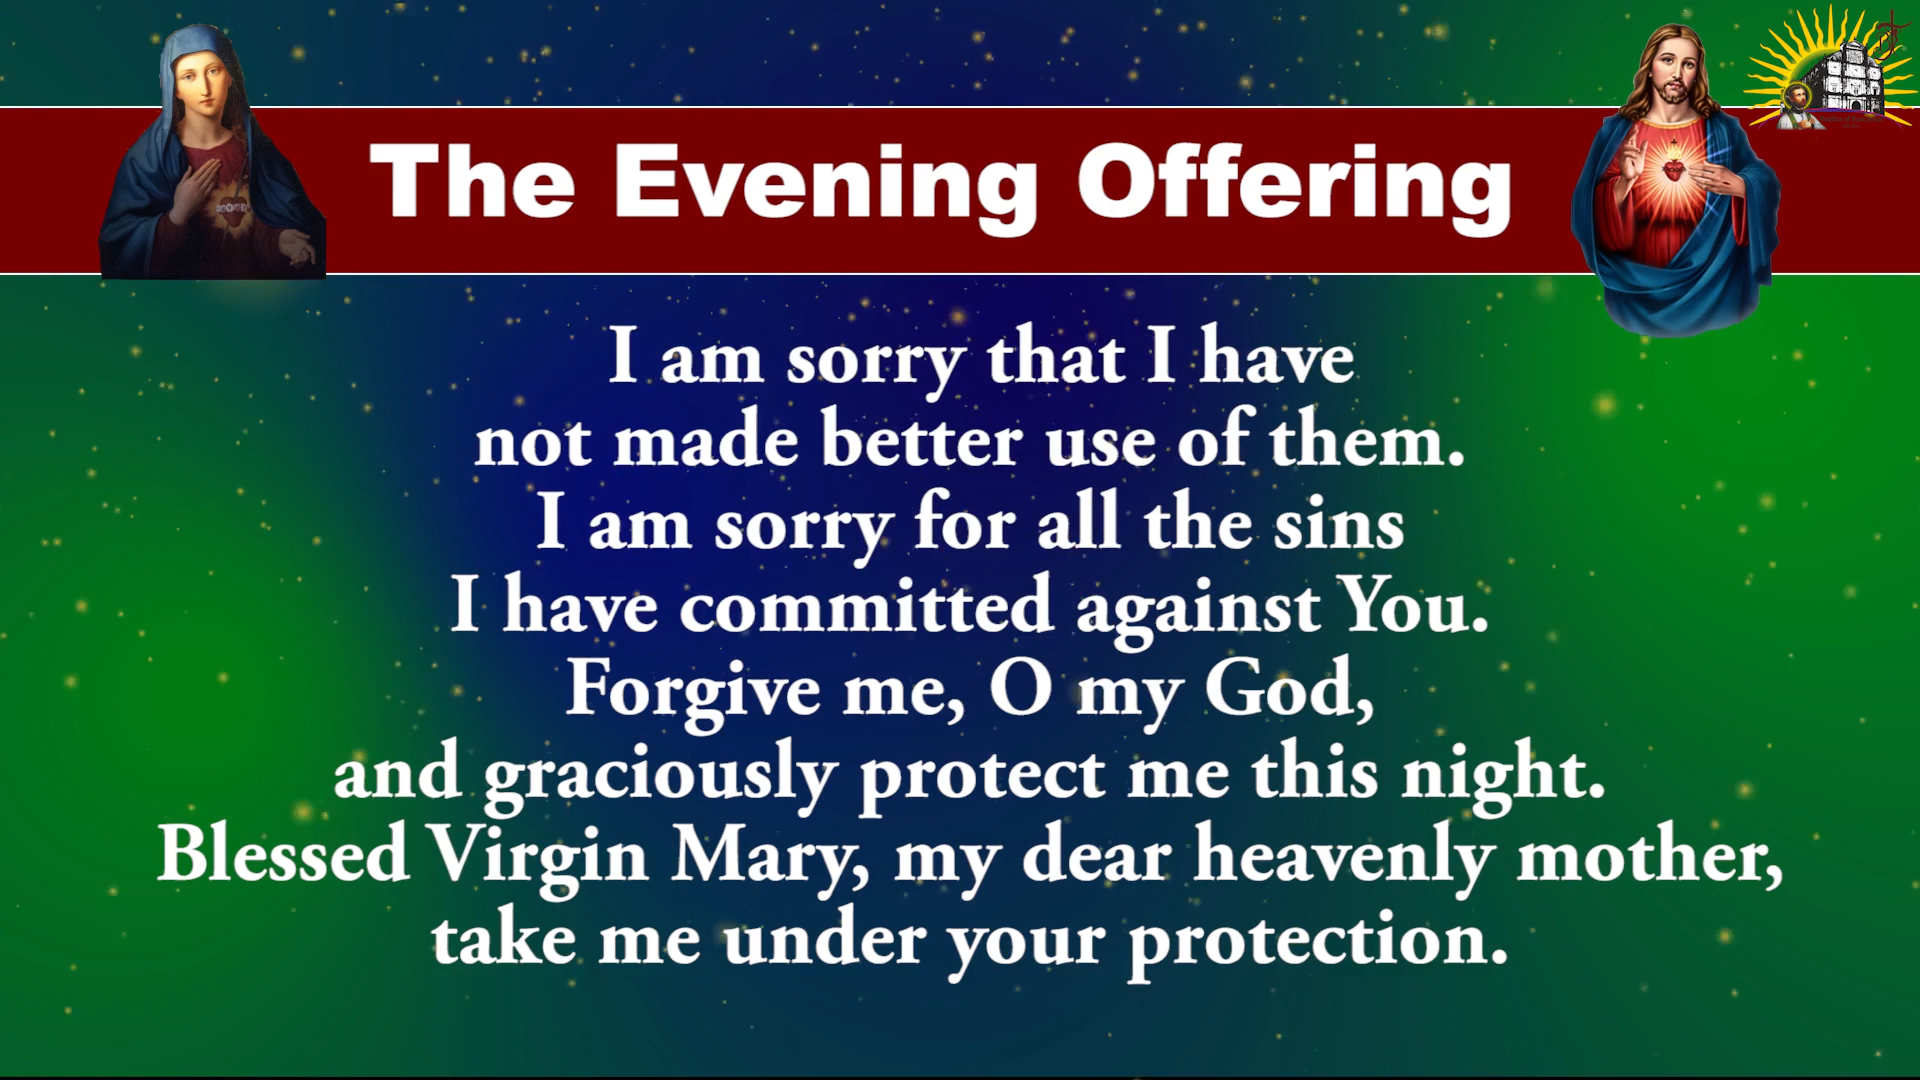 The Evening Offering
I am sorry that I have
not made better use of them.
I am sorry for all the sins
I have committed against You.
Forgive me, O my God,
and graciously protect me this night.
Blessed Virgin Mary, my dear heavenly mother,
take me under your protection.